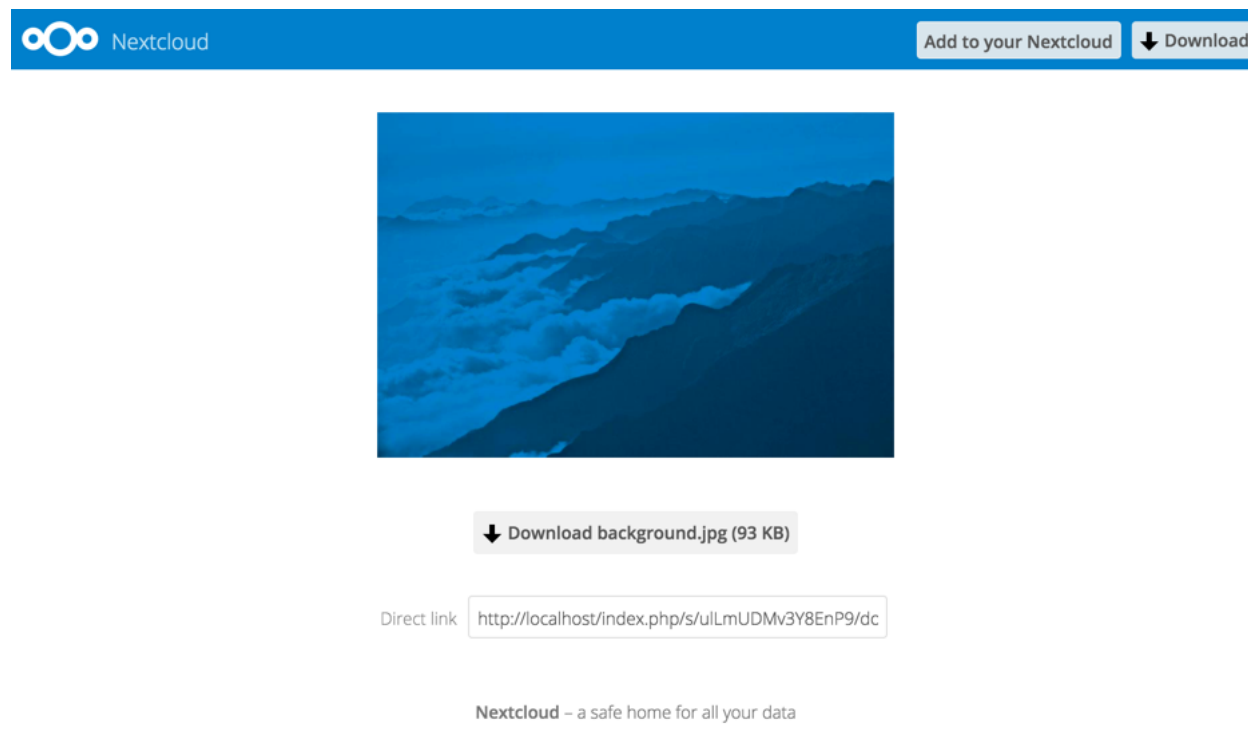 Nextcloud
Add to your Nextcloud
Download
Download background.jpg (93 KB)
Direct link http://localhost/index.php/s/ulLmUDMv3Y8EnP9/dc
Nextcloud – a safe home for all your data